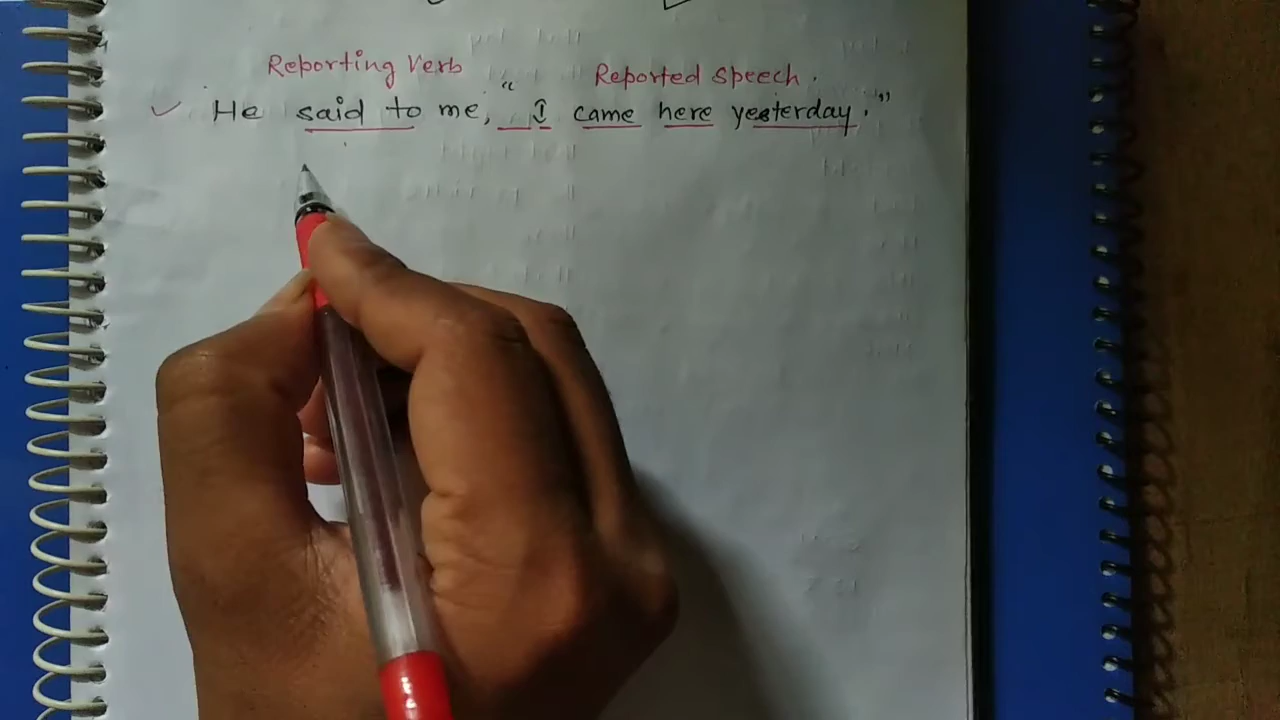 Reporting Verb Reported speech.
He said to me, "I came here yesterday."